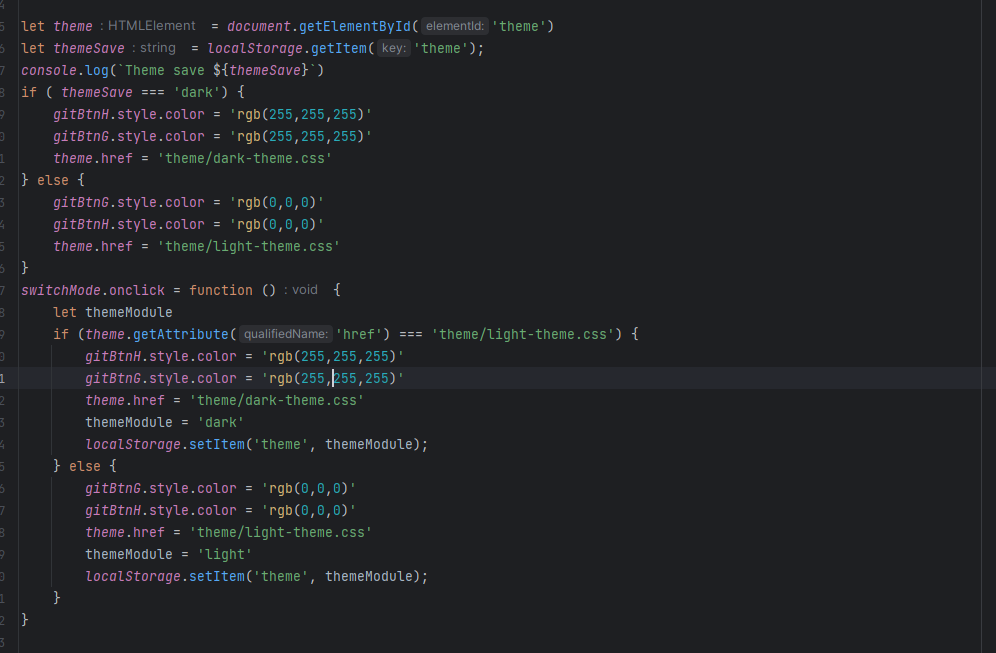 let theme : HTMLElement = document.getElementById( elementId: 'theme')
let themeSave : string = localStorage.getItem( key: 'theme');
console.log(`Theme save ${themeSave}`)
if ( themeSave === 'dark') {
gitBtnH.style.color = 'rgb(255,255,255)'
gitBtnG.style.color = 'rgb(255,255,255)'
theme.href = 'theme/dark-theme.css'
} else {
gitBtnG.style.color = 'rgb(0,0,0)'
gitBtnH.style.color = 'rgb(0,0,0)'
theme.href = 'theme/light-theme.css'
}
switchMode.onclick = function () : void {
let themeModule
if (theme.getAttribute( qualifiedName: 'href') === 'theme/light-theme.css') {
gitBtnH.style.color = 'rgb(255,255,255)'
gitBtnG.style.color = 'rgb(255,255,255)'
theme.href = 'theme/dark-theme.css'
themeModule = 'dark'
localStorage.setItem('theme', themeModule);
} else {
gitBtnG.style.color = 'rgb(0,0,0)'
gitBtnH.style.color = 'rgb(0,0,0)'
theme.href = 'theme/light-theme.css'
themeModule = 'light'
localStorage.setItem('theme', themeModule);
}
}